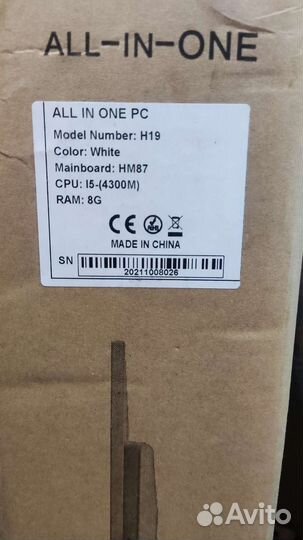 ALL-IN-ONE
ALL IN ONE PC
Model Number: H19
Color: White
Mainboard: HM87
CPU: I5-(4300M)
RAM: 8G
CE
MADE IN CHINA
SN
20211008026
Avito